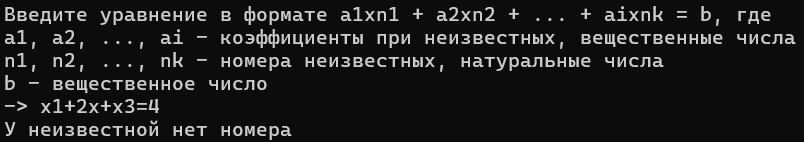 Введите уравнение в формате a1xn1 + a2xn2 + ... + aixnk = b, где
a1, a2, ..., ai - коэффициенты при неизвестных, вещественные числа
n1, n2, ..., nk - номера неизвестных, натуральные числа
b - вещественное число
-> x1+2x+x3=4
У неизвестной нет номера